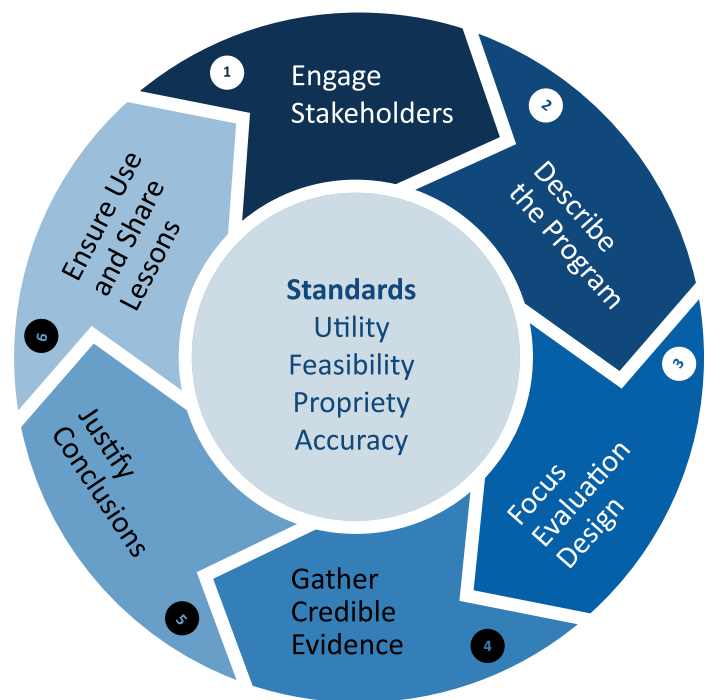 1
Engage
Stakeholders
2
Describe
the Program
3
Focus
Evaluation
Design
4
Gather
Credible
Evidence
5
Justify
Conclusions
6
Ensure Use
and Share
Lessons
Standards
Utility
Feasibility
Propriety
Accuracy